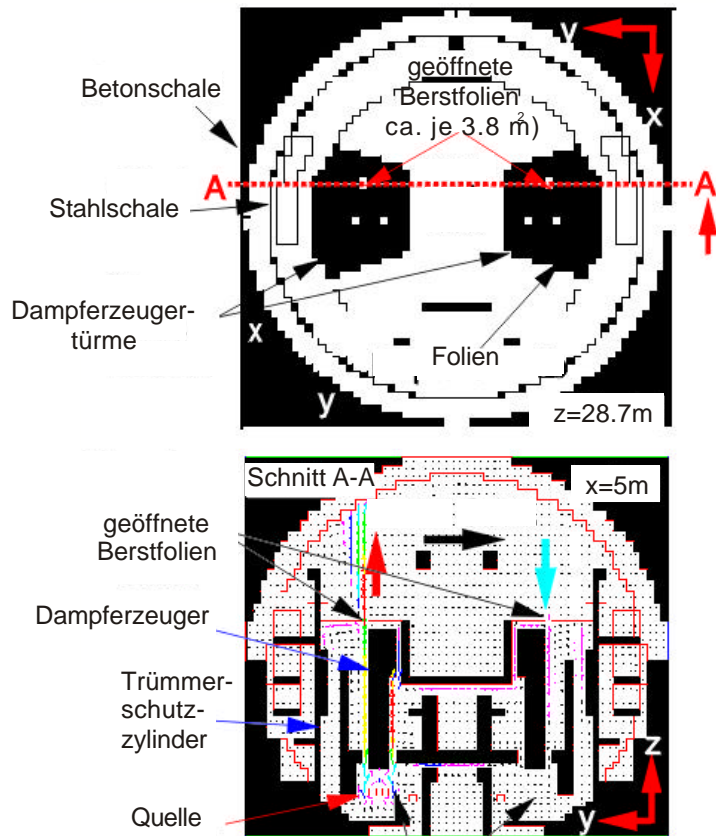 y
x
geöffnete
Berstfolien
ca. je 3.8 m²)
Betonschale
A
A
Stahlschale
Dampferzeuger-
türme
x
Folien
y
z=28.7m
Schnitt A-A
x=5m
geöffnete
Berstfolien
Dampferzeuger
Trümmer-
schutz-
zylinder
z
Quelle
y